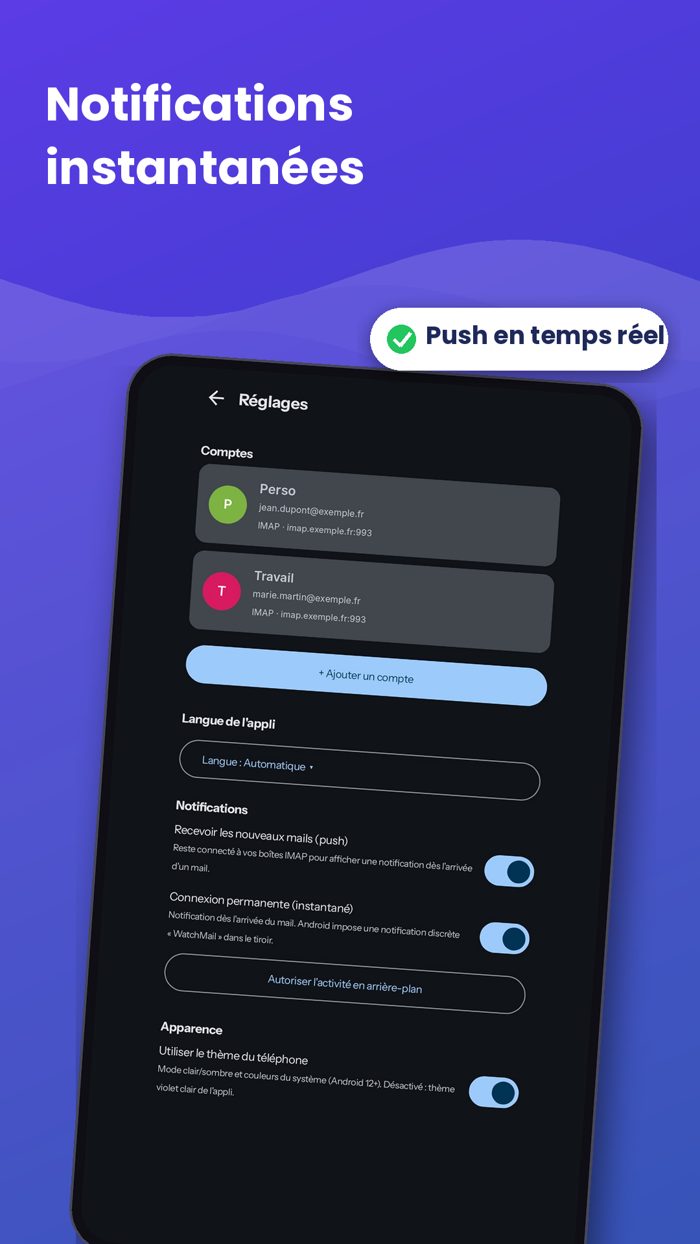 Notifications
instantanées
Push en temps réel
← Réglages
Comptes
P
Perso
jean.dupont@exemple.fr
IMAP · imap.exemple.fr:993
T
Travail
marie.martin@exemple.fr
IMAP · imap.exemple.fr:993
+ Ajouter un compte
Langue de l'appli
Langue : Automatique ▾
Notifications
Recevoir les nouveaux mails (push)
Reste connecté à vos boîtes IMAP pour afficher une notification dès l'arrivée
d'un mail.
Connexion permanente (instantané)
Notification dès l'arrivée du mail. Android impose une notification discrète
« WatchMail » dans le tiroir.
Autoriser l'activité en arrière-plan
Apparence
Utiliser le thème du téléphone
Mode clair/sombre et couleurs du système (Android 12+). Désactivé : thème
violet clair de l'appli.